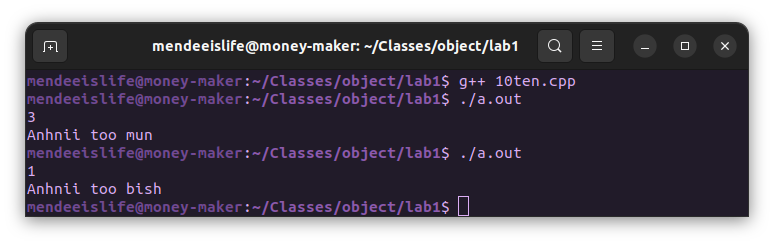 mendeeislife@money-maker: ~/Classes/object/lab1
mendeeislife@money-maker:~/Classes/object/lab1$ g++ 10ten.cpp
mendeeislife@money-maker:~/Classes/object/lab1$ ./a.out
3
Anhnii too mun
mendeeislife@money-maker:~/Classes/object/lab1$ ./a.out
1
Anhnii too bish
mendeeislife@money-maker:~/Classes/object/lab1$